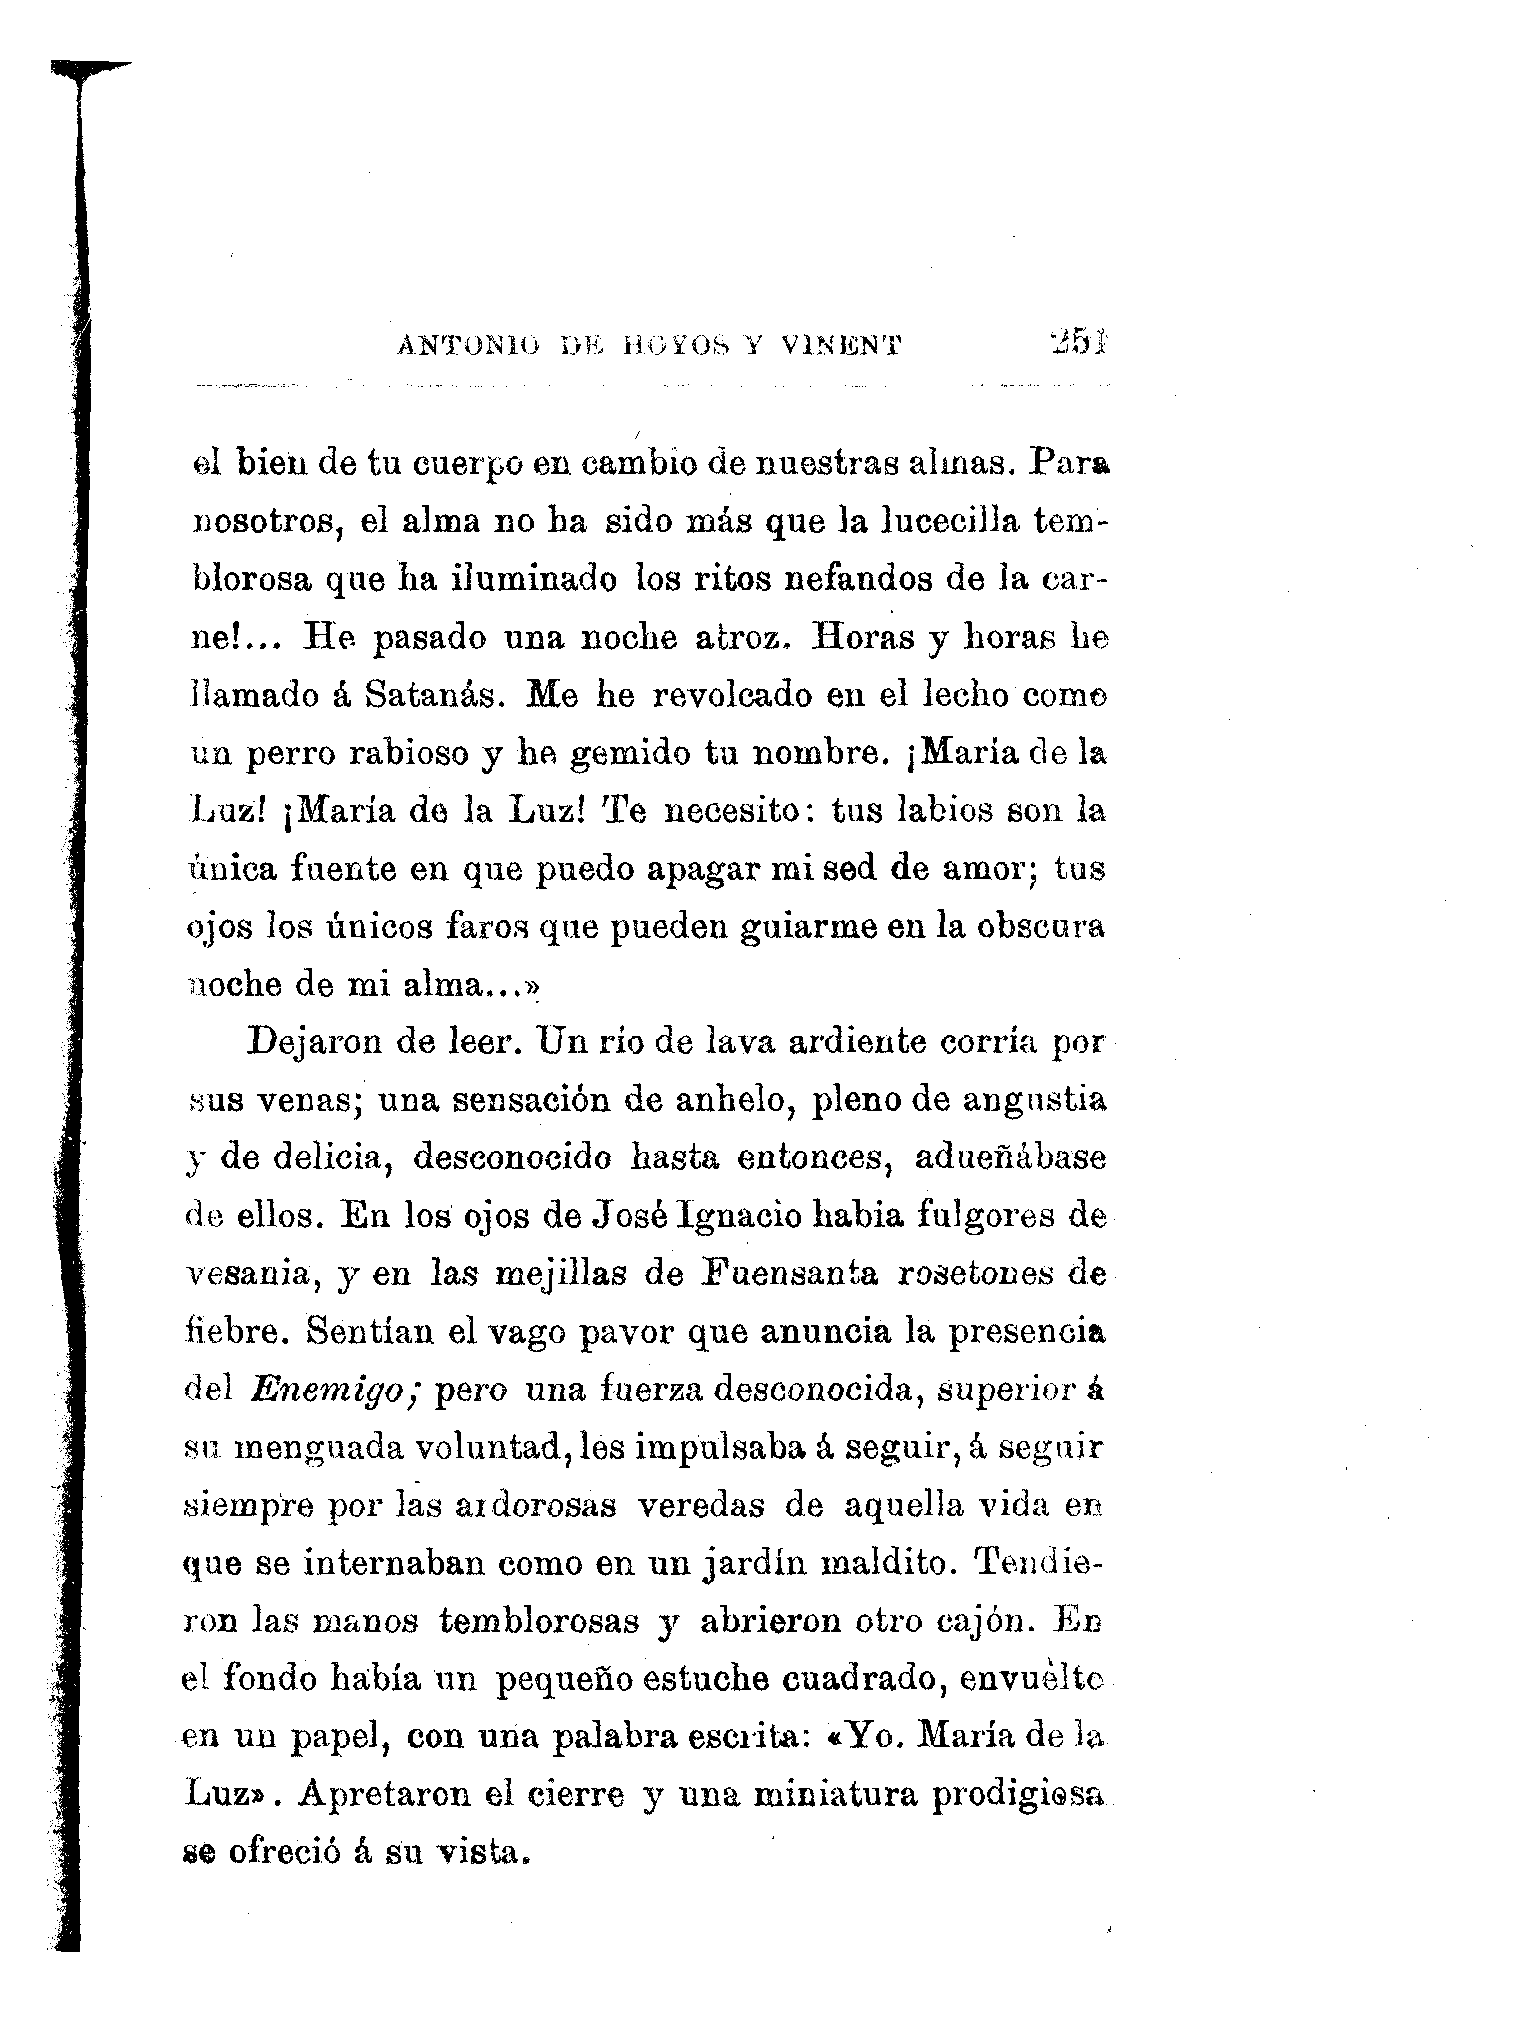 ANTONIO DE HOYOS Y VINENT 251
el bien de tu cuerpo en cambio de nuestras almas. Para
nosotros, el alma no ha sido más que la lucecilla tem-
blorosa que ha iluminado los ritos nefandos de la car-
ne!... He pasado una noche atroz. Horas y horas he
llamado á Satanás. Me he revolcado en el lecho como
un perro rabioso y he gemido tu nombre. ¡María de la
Luz! ¡María de la Luz! Te necesito: tus labios son la
única fuente en que puedo apagar mi sed de amor; tus
ojos los únicos faros que pueden guiarme en la obscura
noche de mi alma...»
Dejaron de leer. Un río de lava ardiente corría por
sus venas; una sensación de anhelo, pleno de angustia
y de delicia, desconocido hasta entonces, adueñábase
de ellos. En los ojos de José Ignacio habia fulgores de
vesania, y en las mejillas de Fuensanta rosetones de
fiebre. Sentían el vago pavor que anuncia la presencia
del Enemigo; pero una fuerza desconocida, superior á
su menguada voluntad, les impulsaba á seguir, á seguir
siempre por las ardorosas veredas de aquella vida en
que se internaban como en un jardín maldito. Tendie-
ron las manos temblorosas y abrieron otro cajón. En
el fondo había un pequeño estuche cuadrado, envuelto
en un papel, con una palabra escrita: «Yo. María de la
Luz». Apretaron el cierre y una miniatura prodigiosa
se ofreció á su vista.